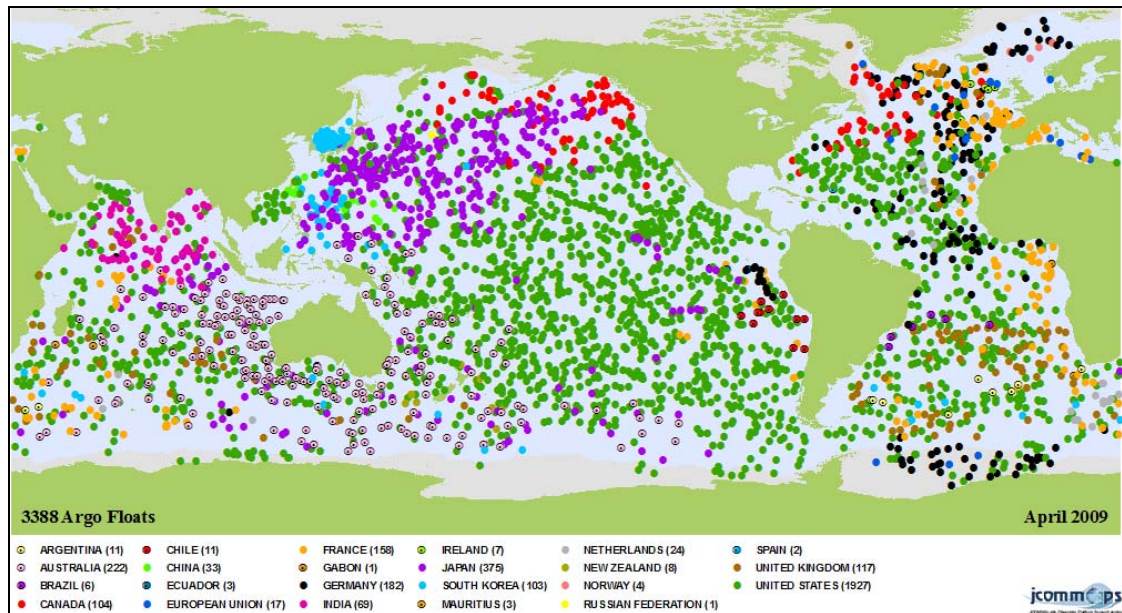 3388 Argo Floats
April 2009
ARGENTINA (11) CHILE (11) FRANCE (158) IRELAND (7) NETHERLANDS (24) SPAIN (2)
AUSTRALIA (222) CHINA (33) GABON (1) JAPAN (375) NEW ZEALAND (8) UNITED KINGDOM (117)
BRAZIL (6) ECUADOR (3) GERMANY (182) SOUTH KOREA (103) NORWAY (4) UNITED STATES (1927)
CANADA (104) EUROPEAN UNION (17) INDIA (69) MAURITIUS (3) RUSSIAN FEDERATION (1)
jcommops